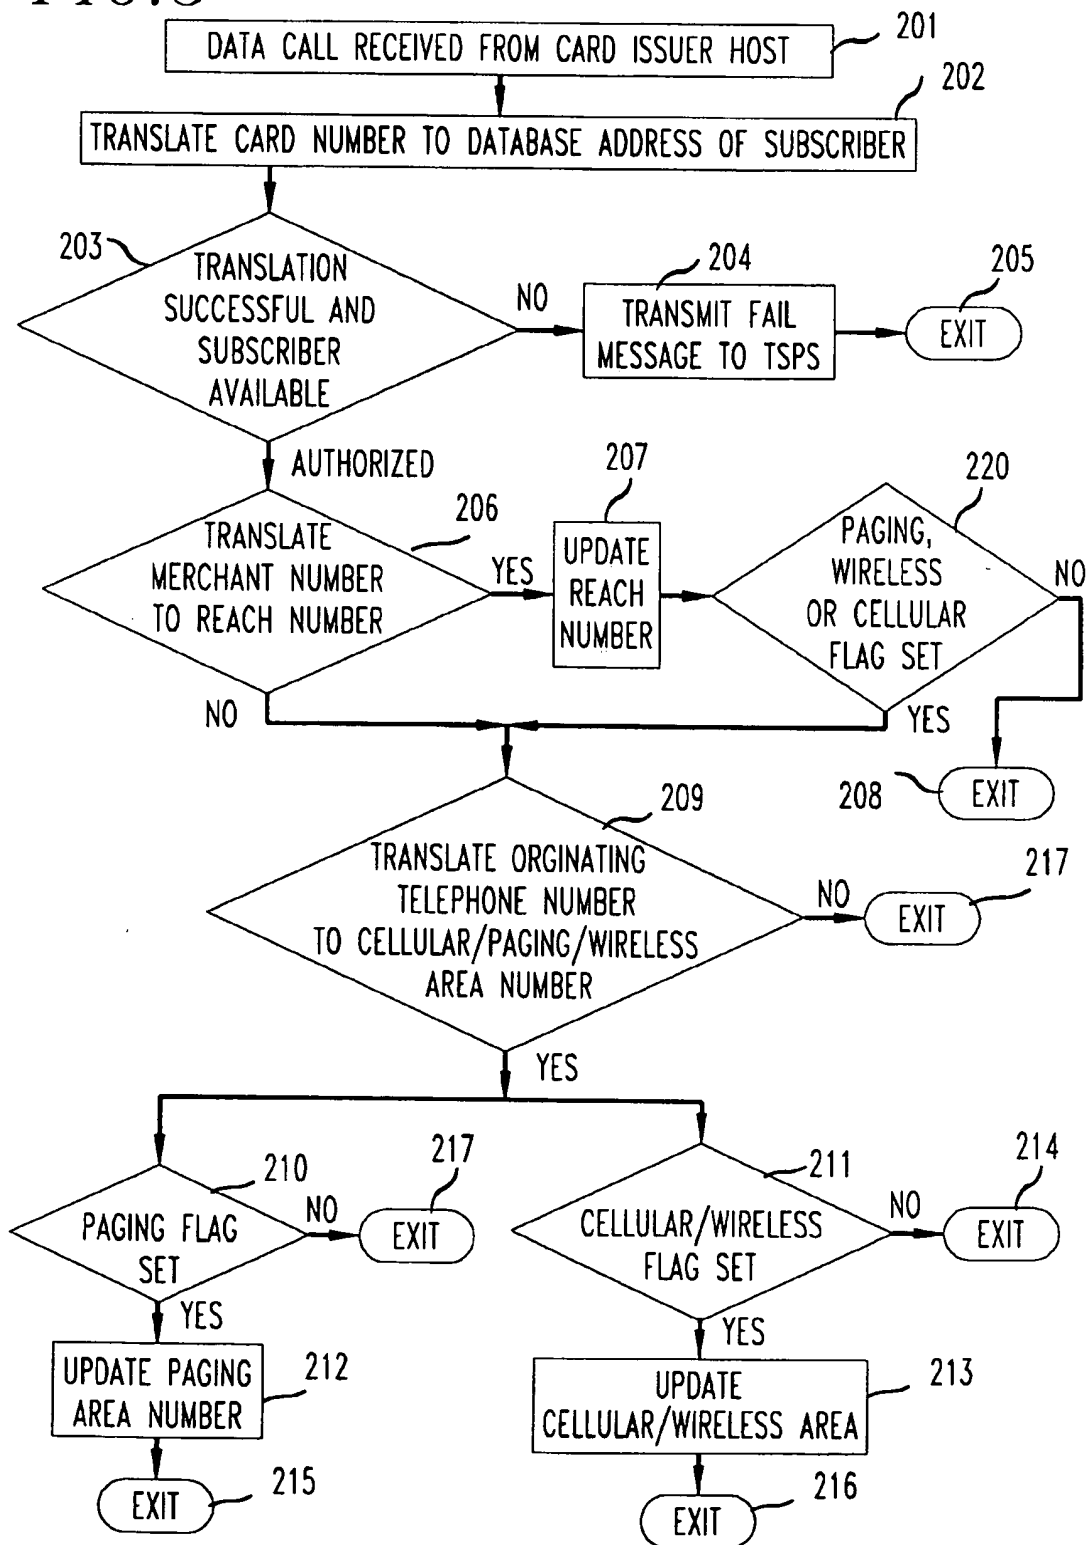 201
DATA CALL RECEIVED FROM CARD ISSUER HOST
202
TRANSLATE CARD NUMBER TO DATABASE ADDRESS OF SUBSCRIBER
203
TRANSLATION
SUCCESSFUL AND
SUBSCRIBER
AVAILABLE
NO
204
TRANSMIT FAIL
MESSAGE TO TSPS
205
EXIT
AUTHORIZED
206
TRANSLATE
MERCHANT NUMBER
TO REACH NUMBER
YES
207
UPDATE
REACH
NUMBER
220
PAGING,
WIRELESS
OR CELLULAR
FLAG SET
NO
NO
YES
208
EXIT
209
TRANSLATE ORGINATING
TELEPHONE NUMBER
TO CELLULAR/PAGING/WIRELESS
AREA NUMBER
NO
217
EXIT
YES
210
PAGING FLAG
SET
NO
217
EXIT
211
CELLULAR/WIRELESS
FLAG SET
NO
214
EXIT
YES
YES
UPDATE PAGING
AREA NUMBER
212
UPDATE
CELLULAR/WIRELESS AREA
213
EXIT
215
EXIT
216